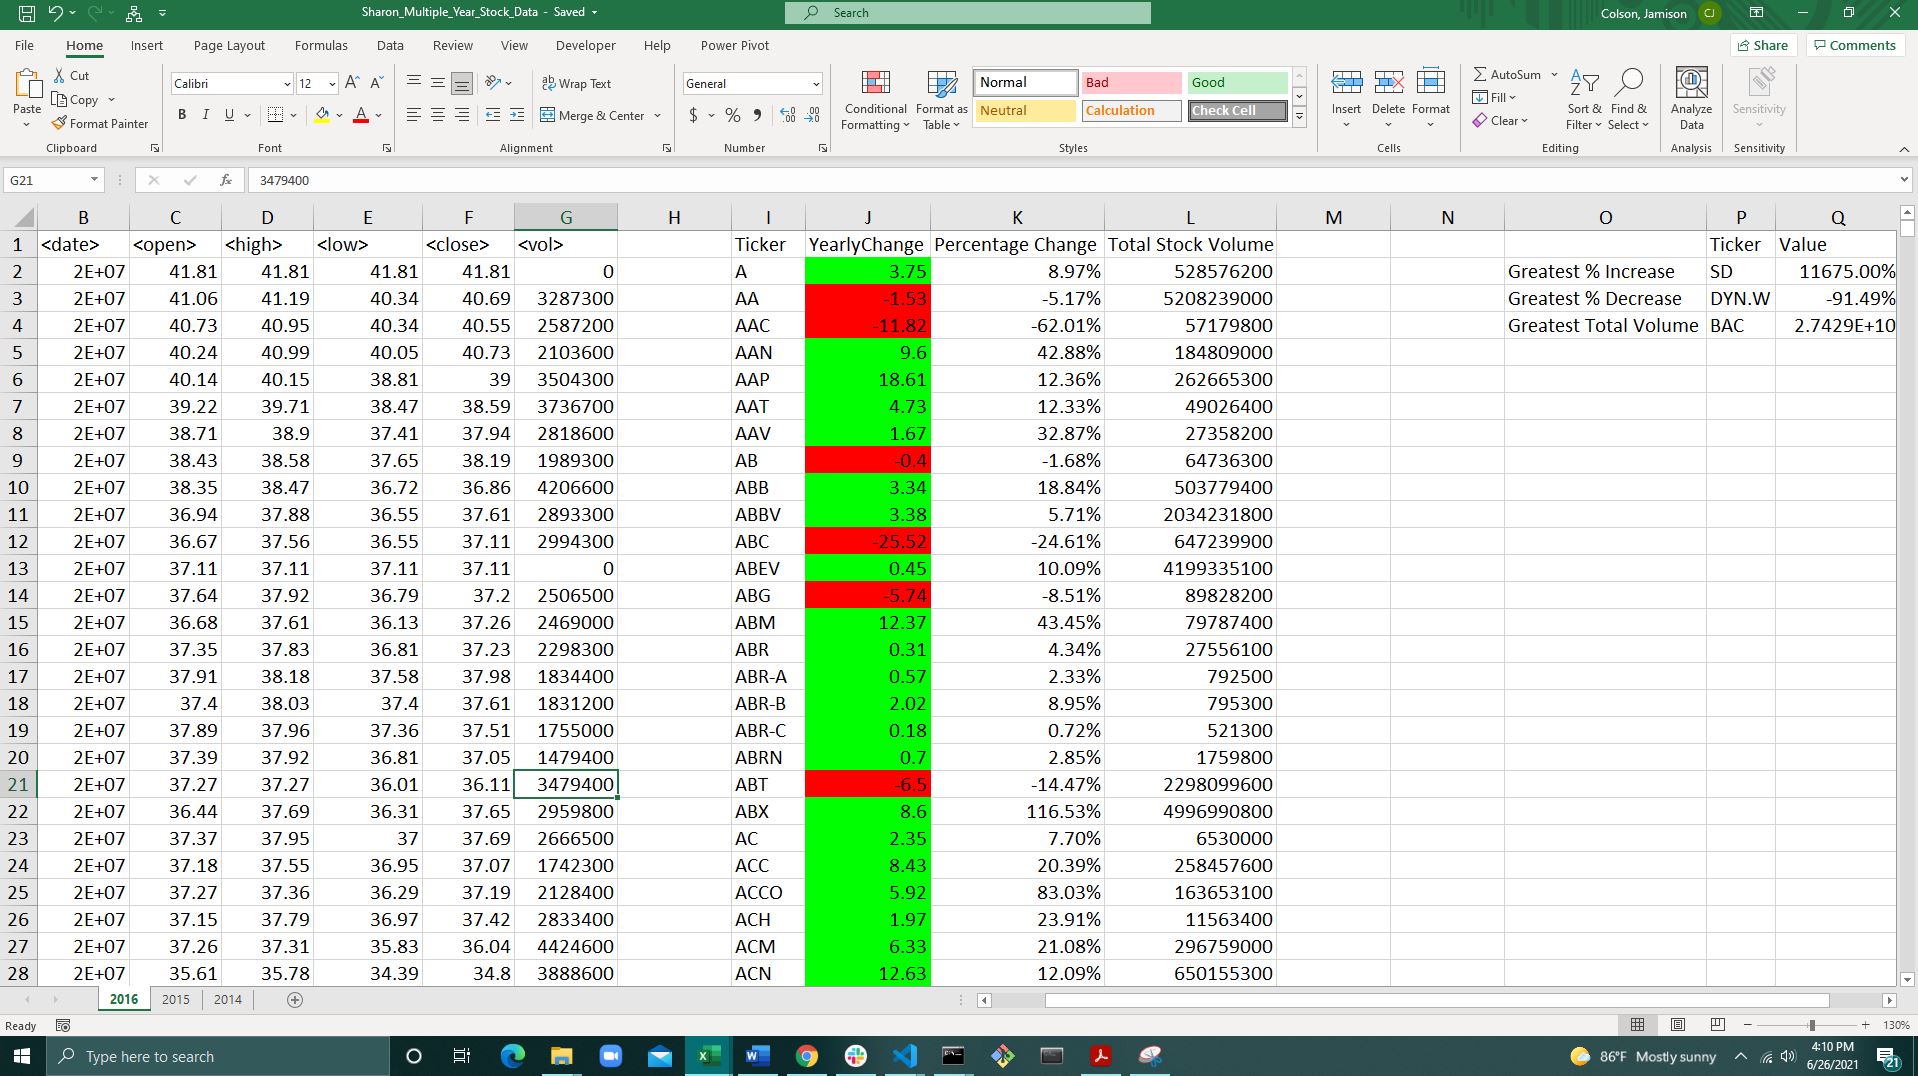 Sharon_Multiple_Year_Stock_Data - Saved
Search
Colson, Jamison CJ
File Home Insert Page Layout Formulas Data Review View Developer Help Power Pivot Share Comments
Paste Cut Copy Format Painter Clipboard
Calibri 12 B I U A A A Font
ab Wrap Text Merge & Center Alignment
General $ % , Number
Conditional Formatting Format as Table
Normal Bad Good
Neutral Calculation Check Cell
Styles
Insert Delete Format Cells
AutoSum Fill Clear Sort & Filter Find & Select Editing
Analyze Data Analysis
Sensitivity Sensitivity
G21 fx 3479400
B C D E F G H I J K L M N O P Q
1 <date> <open> <high> <low> <close> <vol> Ticker YearlyChange Percentage Change Total Stock Volume Ticker Value
2 2E+07 41.81 41.81 41.81 41.81 0 A 3.75 8.97% 528576200 Greatest % Increase SD 11675.00%
3 2E+07 41.06 41.19 40.34 40.69 3287300 AA -1.53 -5.17% 5208239000 Greatest % Decrease DYN.W -91.49%
4 2E+07 40.73 40.95 40.34 40.55 2587200 AAC -11.82 -62.01% 57179800 Greatest Total Volume BAC 2.7429E+10
5 2E+07 40.24 40.99 40.05 40.73 2103600 AAN 9.6 42.88% 184809000
6 2E+07 40.14 40.15 38.81 39 3504300 AAP 18.61 12.36% 262665300
7 2E+07 39.22 39.71 38.47 38.59 3736700 AAT 4.73 12.33% 49026400
8 2E+07 38.71 38.9 37.41 37.94 2818600 AAV 1.67 32.87% 27358200
9 2E+07 38.43 38.58 37.65 38.19 1989300 AB -0.4 -1.68% 64736300
10 2E+07 38.35 38.47 36.72 36.86 4206600 ABB 3.34 18.84% 503779400
11 2E+07 36.94 37.88 36.55 37.61 2893300 ABBV 3.38 5.71% 2034231800
12 2E+07 36.67 37.56 36.55 37.11 2994300 ABC -25.52 -24.61% 647239900
13 2E+07 37.11 37.11 37.11 37.11 0 ABEV 0.45 10.09% 4199335100
14 2E+07 37.64 37.92 36.79 37.2 2506500 ABG -5.74 -8.51% 89828200
15 2E+07 36.68 37.61 36.13 37.26 2469000 ABM 12.37 43.45% 79787400
16 2E+07 37.35 37.83 36.81 37.23 2298300 ABR 0.31 4.34% 27556100
17 2E+07 37.91 38.18 37.58 37.98 1834400 ABR-A 0.57 2.33% 792500
18 2E+07 37.4 38.03 37.4 37.61 1831200 ABR-B 2.02 8.95% 795300
19 2E+07 37.89 37.96 37.36 37.51 1755000 ABR-C 0.18 0.72% 521300
20 2E+07 37.39 37.92 36.81 37.05 1479400 ABRN 0.7 2.85% 1759800
21 2E+07 37.27 37.27 36.01 36.11 3479400 ABT -6.5 -14.47% 2298099600
22 2E+07 36.44 37.69 36.31 37.65 2959800 ABX 8.6 116.53% 4996990800
23 2E+07 37.37 37.95 37 37.69 2666500 AC 2.35 7.70% 6530000
24 2E+07 37.18 37.55 36.95 37.07 1742300 ACC 8.43 20.39% 258457600
25 2E+07 37.27 37.36 36.29 37.19 2128400 ACCO 5.92 83.03% 163653100
26 2E+07 37.15 37.79 36.97 37.42 2833400 ACH 1.97 23.91% 11563400
27 2E+07 37.26 37.31 35.83 36.04 4424600 ACM 6.33 21.08% 296759000
28 2E+07 35.61 35.78 34.39 34.8 3888600 ACN 12.63 12.09% 650155300
2016 2015 2014
Ready 130%
Type here to search
86°F Mostly sunny
4:10 PM
6/26/2021
21